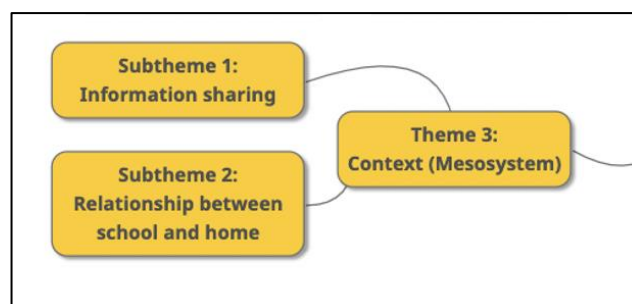 Subtheme 1:
Information sharing
Subtheme 2:
Relationship between
school and home
Theme 3:
Context (Mesosystem)